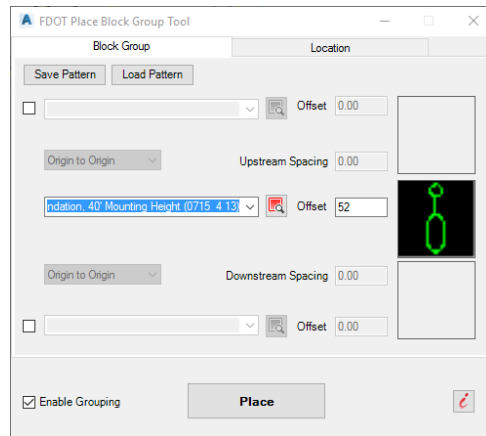 FDOT Place Block Group Tool
Block Group Location
Save Pattern Load Pattern
Offset 0.00
Origin to Origin Upstream Spacing 0.00
ndation, 40' Mounting Height (0715 4 13) Offset 52
Origin to Origin Downstream Spacing 0.00
Offset 0.00
Enable Grouping Place i